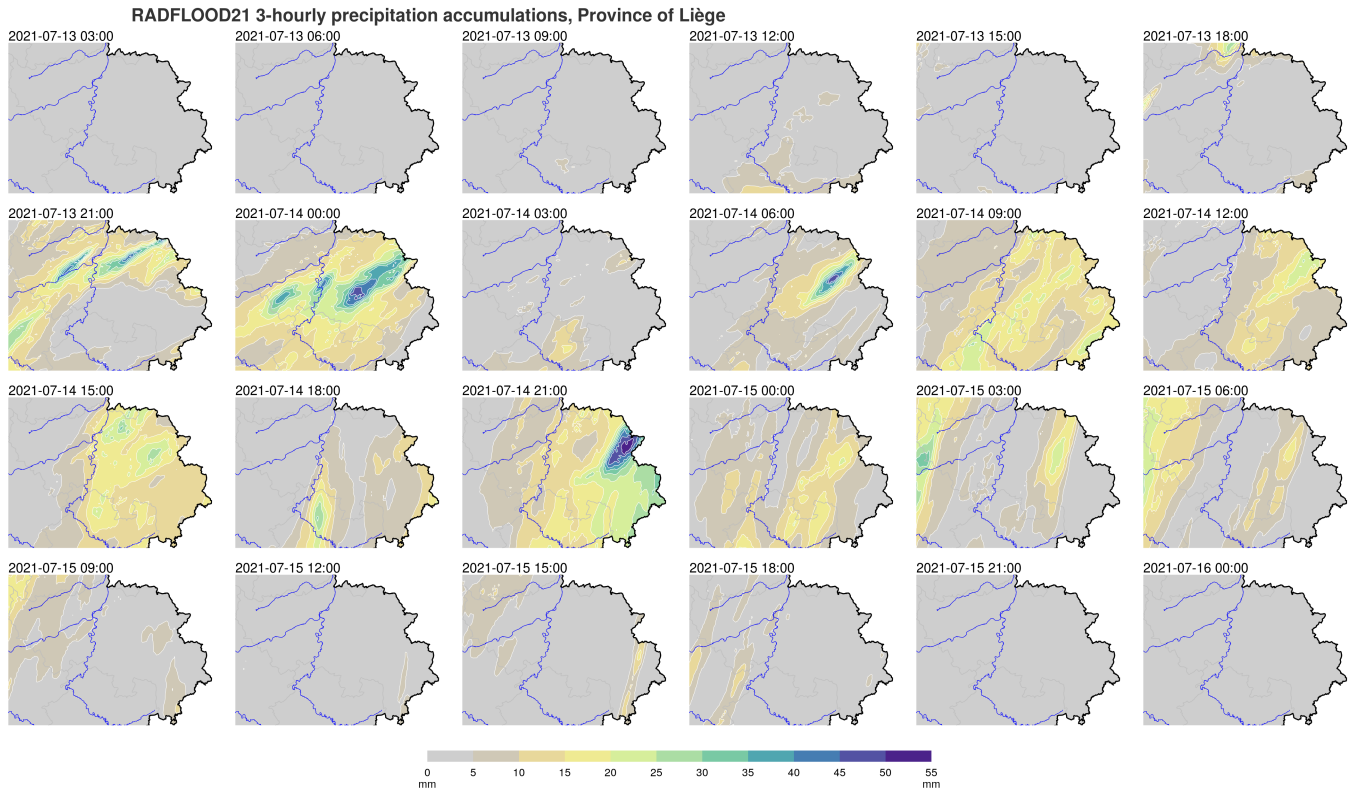 RADFLOOD21 3-hourly precipitation accumulations, Province of Liège
2021-07-13 03:00 2021-07-13 06:00 2021-07-13 09:00 2021-07-13 12:00 2021-07-13 15:00 2021-07-13 18:00
2021-07-13 21:00 2021-07-14 00:00 2021-07-14 03:00 2021-07-14 06:00 2021-07-14 09:00 2021-07-14 12:00
2021-07-14 15:00 2021-07-14 18:00 2021-07-14 21:00 2021-07-15 00:00 2021-07-15 03:00 2021-07-15 06:00
2021-07-15 09:00 2021-07-15 12:00 2021-07-15 15:00 2021-07-15 18:00 2021-07-15 21:00 2021-07-16 00:00
0 5 10 15 20 25 30 35 40 45 50 55
mm mm